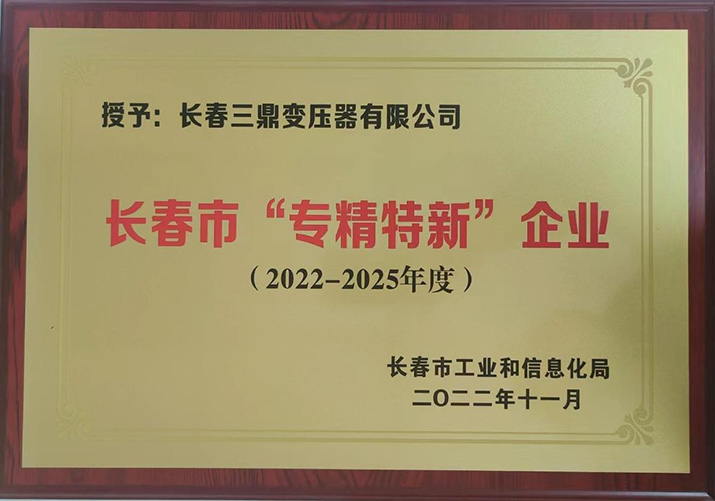 授予：长春三鼎变压器有限公司
长春市“专精特新”企业
（2022-2025年度）
长春市工业和信息化局
二〇二二年十一月